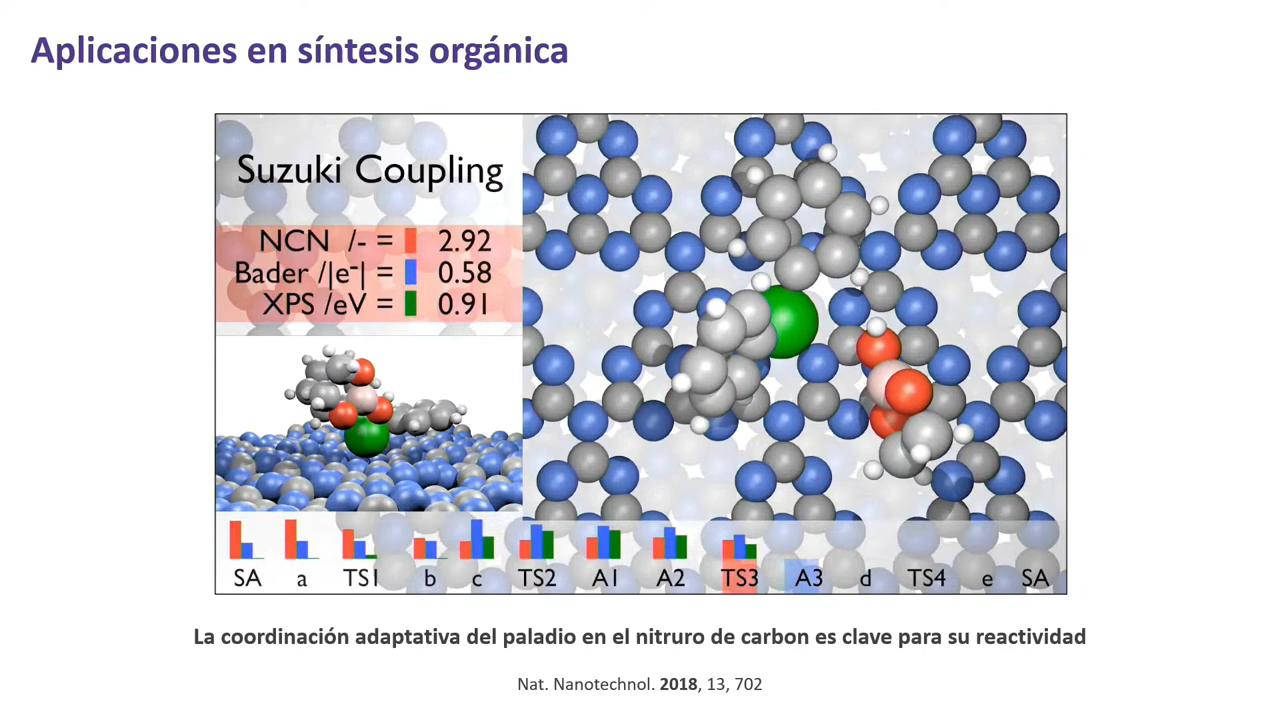 Aplicaciones en síntesis orgánica
Suzuki Coupling
NCN /- = 2.92
Bader /|e⁻| = 0.58
XPS /eV = 0.91
SA a TS1 b c TS2 A1 A2 TS3 A3 d TS4 e SA
La coordinación adaptativa del paladio en el nitruro de carbon es clave para su reactividad
Nat. Nanotechnol. 2018, 13, 702